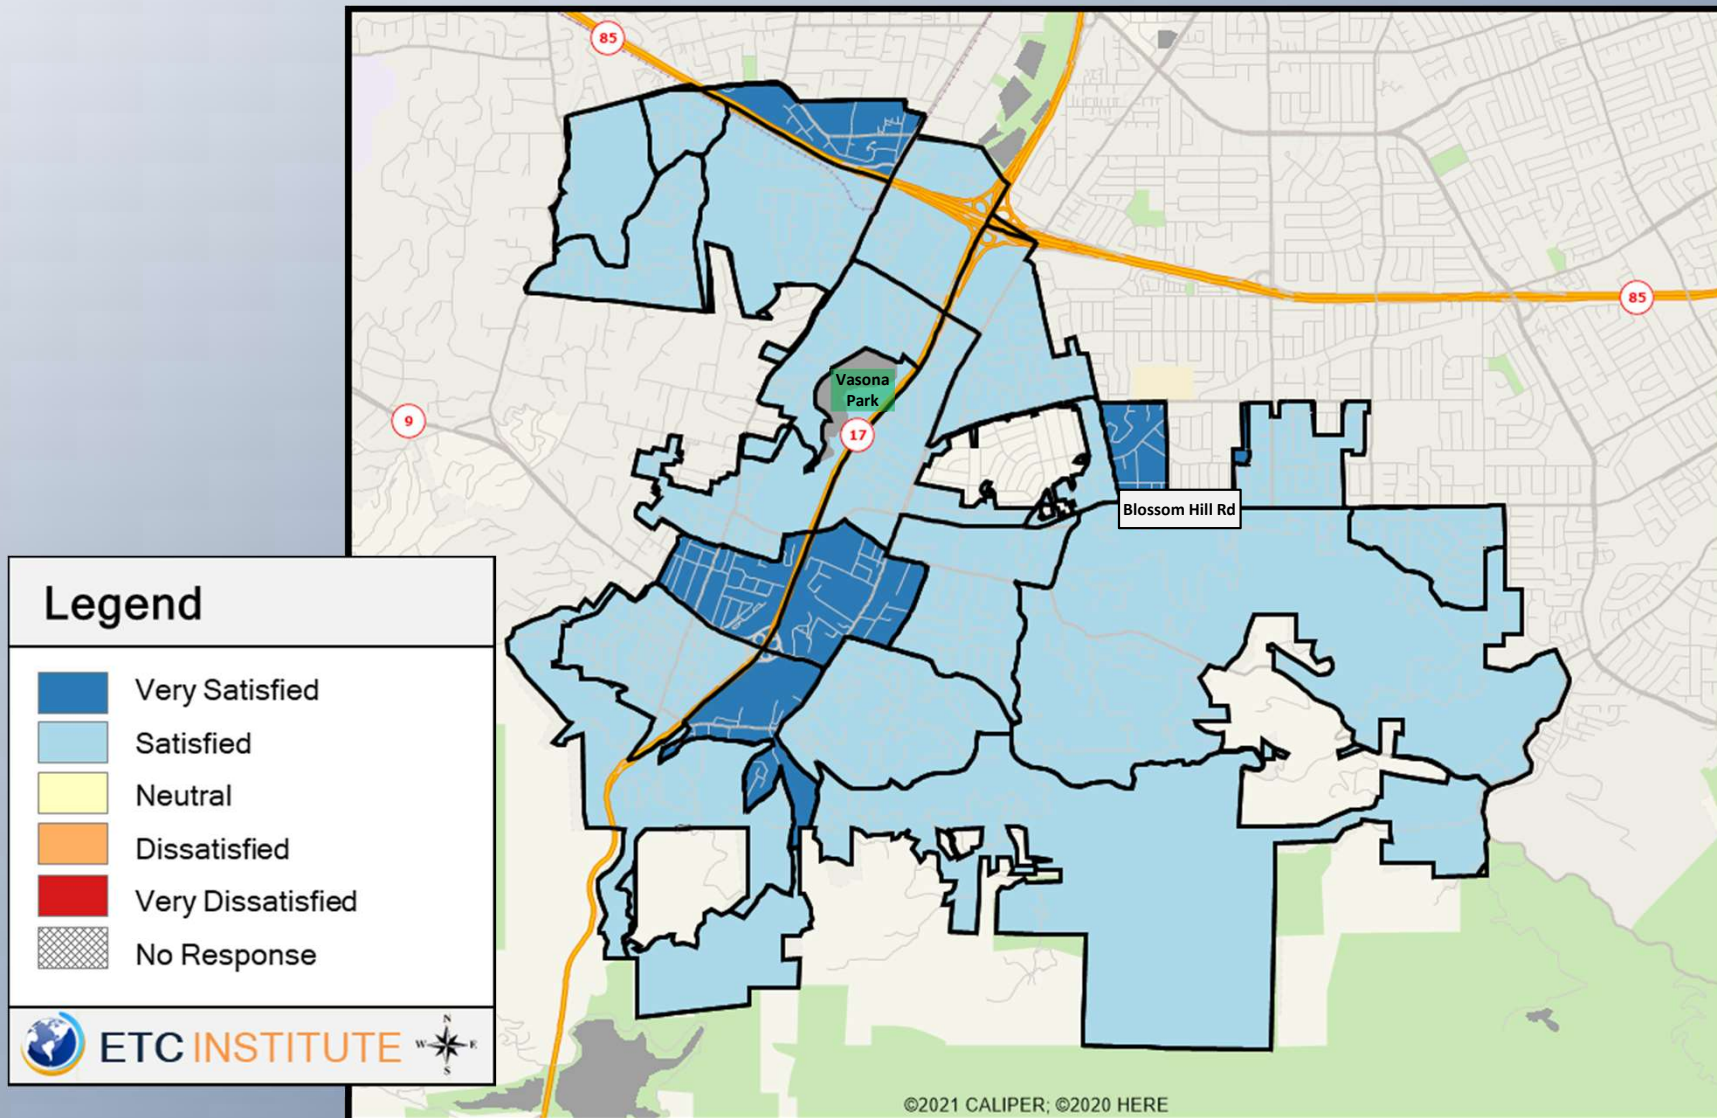 85
85
9
Vasona
Park
17
Blossom Hill Rd
Legend
Very Satisfied
Satisfied
Neutral
Dissatisfied
Very Dissatisfied
No Response
ETC INSTITUTE
N
W E
S
©2021 CALIPER; ©2020 HERE